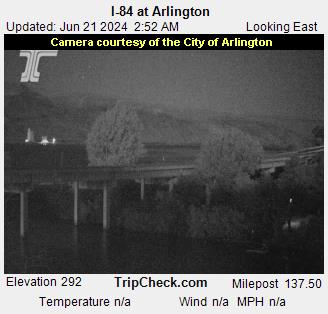 I-84 at Arlington
Updated: Jun 21 2024 2:52 AM Looking East
Camera courtesy of the City of Arlington
Elevation 292 TripCheck.com Milepost 137.50
Temperature n/a Wind n/a MPH n/a